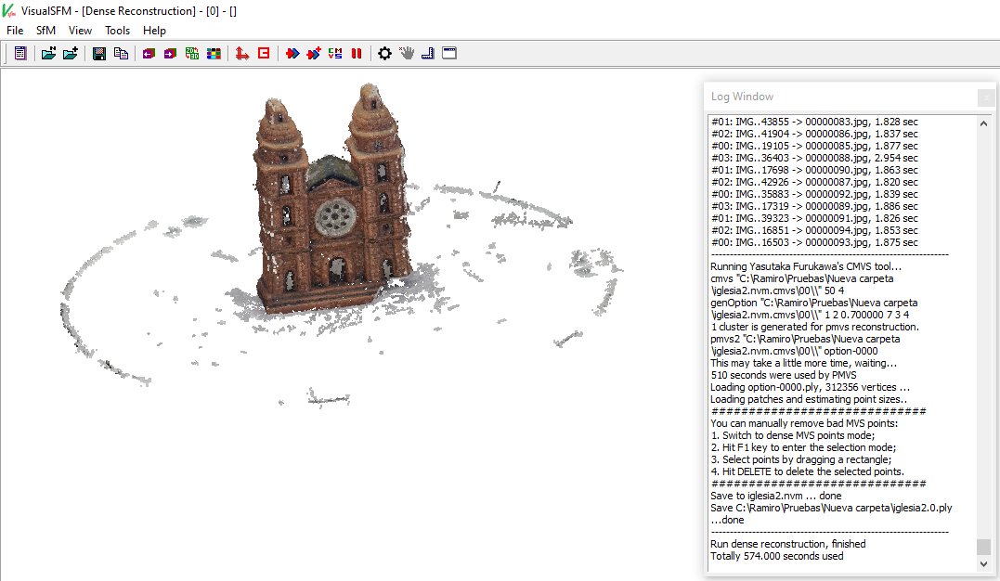 VisualSFM - [Dense Reconstruction] - [0] - []
File SfM View Tools Help
Log Window
#01: IMG..43855 -> 00000083.jpg, 1.828 sec
#02: IMG..41904 -> 00000086.jpg, 1.837 sec
#00: IMG..19105 -> 00000085.jpg, 1.877 sec
#03: IMG..36403 -> 00000088.jpg, 2.954 sec
#01: IMG..17698 -> 00000090.jpg, 1.863 sec
#02: IMG..42926 -> 00000087.jpg, 1.820 sec
#00: IMG..35883 -> 00000092.jpg, 1.839 sec
#03: IMG..17319 -> 00000089.jpg, 1.886 sec
#01: IMG..39323 -> 00000091.jpg, 1.826 sec
#02: IMG..16851 -> 00000094.jpg, 1.853 sec
#00: IMG..16503 -> 00000093.jpg, 1.875 sec
----------------------------------------------------------------
Running Yasutaka Furukawa's CMVS tool...
cmvs "C:\Ramiro\Pruebas\Nueva carpeta
\iglesia2.nvm.cmvs\00\\" 50 4
genOption "C:\Ramiro\Pruebas\Nueva carpeta
\iglesia2.nvm.cmvs\00\\" 1 2 0.700000 7 3 4
1 cluster is generated for pmvs reconstruction.
pmvs2 "C:\Ramiro\Pruebas\Nueva carpeta
\iglesia2.nvm.cmvs\00\\" option-0000
This may take a little more time, waiting...
510 seconds were used by PMVS
Loading option-0000.ply, 312356 vertices ...
Loading patches and estimating point sizes..
#############################
You can manually remove bad MVS points:
1. Switch to dense MVS points mode;
2. Hit F1 key to enter the selection mode;
3. Select points by dragging a rectangle;
4. Hit DELETE to delete the selected points.
#############################
Save to iglesia2.nvm ... done
Save C:\Ramiro\Pruebas\Nueva carpeta\iglesia2.0.ply
...done
----------------------------------------------------------------
Run dense reconstruction, finished
Totally 574.000 seconds used